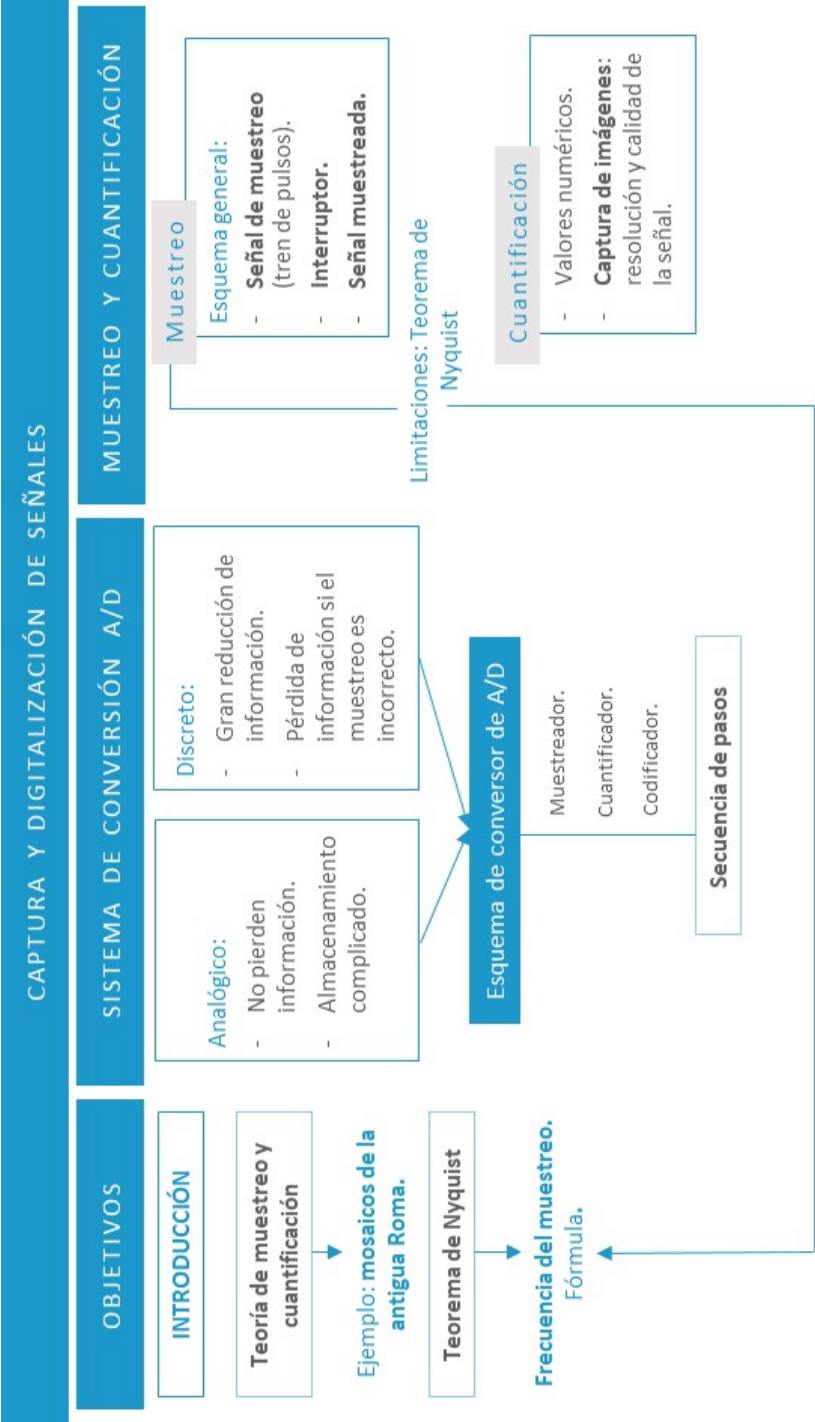 CAPTURA Y DIGITALIZACIÓN DE SEÑALES
OBJETIVOS
INTRODUCCIÓN
Teoría de muestreo y
cuantificación
Ejemplo: mosaicos de la
antigua Roma.
Teorema de Nyquist
Frecuencia del muestreo.
Fórmula.
SISTEMA DE CONVERSIÓN A/D
Analógico:
- No pierden
información.
- Almacenamiento
complicado.
Discreto:
- Gran reducción de
información.
- Pérdida de
información si el
muestreo es
incorrecto.
Esquema de conversor de A/D
Muestreador.
Cuantificador.
Codificador.
Secuencia de pasos
MUESTREO Y CUANTIFICACIÓN
Muestreo
Esquema general:
- Señal de muestreo
(tren de pulsos).
- Interruptor.
- Señal muestreada.
Limitaciones: Teorema de
Nyquist
Cuantificación
- Valores numéricos.
- Captura de imágenes:
resolución y calidad de
la señal.